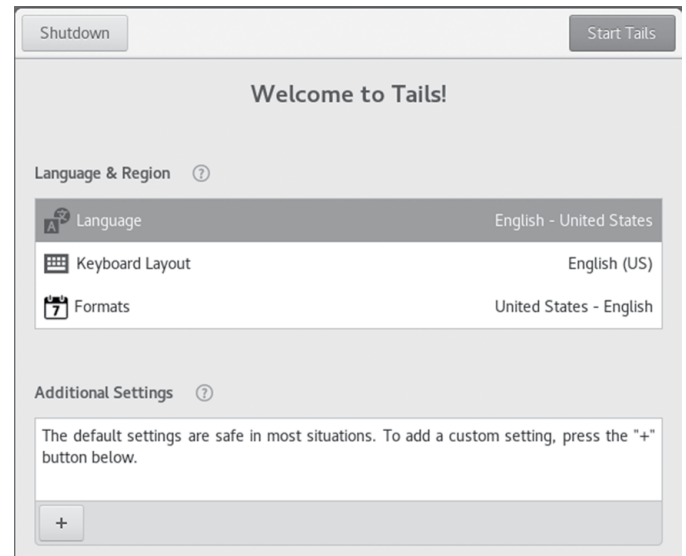 Shutdown
Start Tails
Welcome to Tails!
Language & Region ?
Language English - United States
Keyboard Layout English (US)
7 Formats United States - English
Additional Settings ?
The default settings are safe in most situations. To add a custom setting, press the "+"
button below.
+